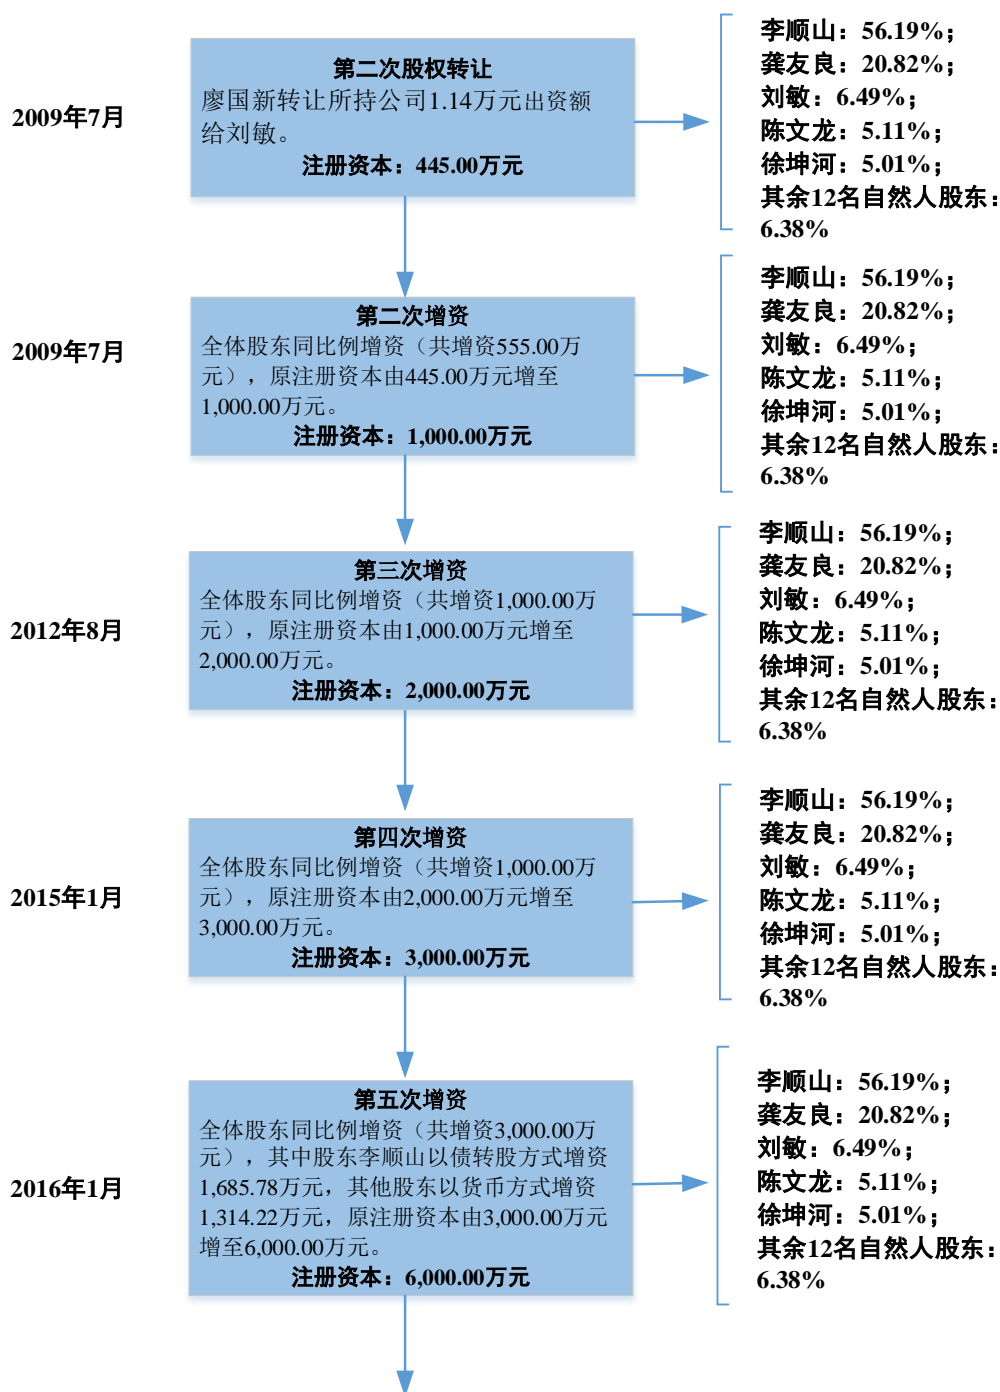 2009年7月
第二次股权转让
廖国新转让所持公司1.14万元出资额
给刘敏。
注册资本：445.00万元
李顺山：56.19%；
龚友良：20.82%；
刘敏：6.49%；
陈文龙：5.11%；
徐坤河：5.01%；
其余12名自然人股东：
6.38%
2009年7月
第二次增资
全体股东同比例增资（共增资555.00万
元），原注册资本由445.00万元增至
1,000.00万元。
注册资本：1,000.00万元
李顺山：56.19%；
龚友良：20.82%；
刘敏：6.49%；
陈文龙：5.11%；
徐坤河：5.01%；
其余12名自然人股东：
6.38%
2012年8月
第三次增资
全体股东同比例增资（共增资1,000.00万
元），原注册资本由1,000.00万元增至
2,000.00万元。
注册资本：2,000.00万元
李顺山：56.19%；
龚友良：20.82%；
刘敏：6.49%；
陈文龙：5.11%；
徐坤河：5.01%；
其余12名自然人股东：
6.38%
2015年1月
第四次增资
全体股东同比例增资（共增资1,000.00万
元），原注册资本由2,000.00万元增至
3,000.00万元。
注册资本：3,000.00万元
李顺山：56.19%；
龚友良：20.82%；
刘敏：6.49%；
陈文龙：5.11%；
徐坤河：5.01%；
其余12名自然人股东：
6.38%
2016年1月
第五次增资
全体股东同比例增资（共增资3,000.00万
元），其中股东李顺山以债转股方式增资
1,685.78万元，其他股东以货币方式增资
1,314.22万元，原注册资本由3,000.00万元
增至6,000.00万元。
注册资本：6,000.00万元
李顺山：56.19%；
龚友良：20.82%；
刘敏：6.49%；
陈文龙：5.11%；
徐坤河：5.01%；
其余12名自然人股东：
6.38%